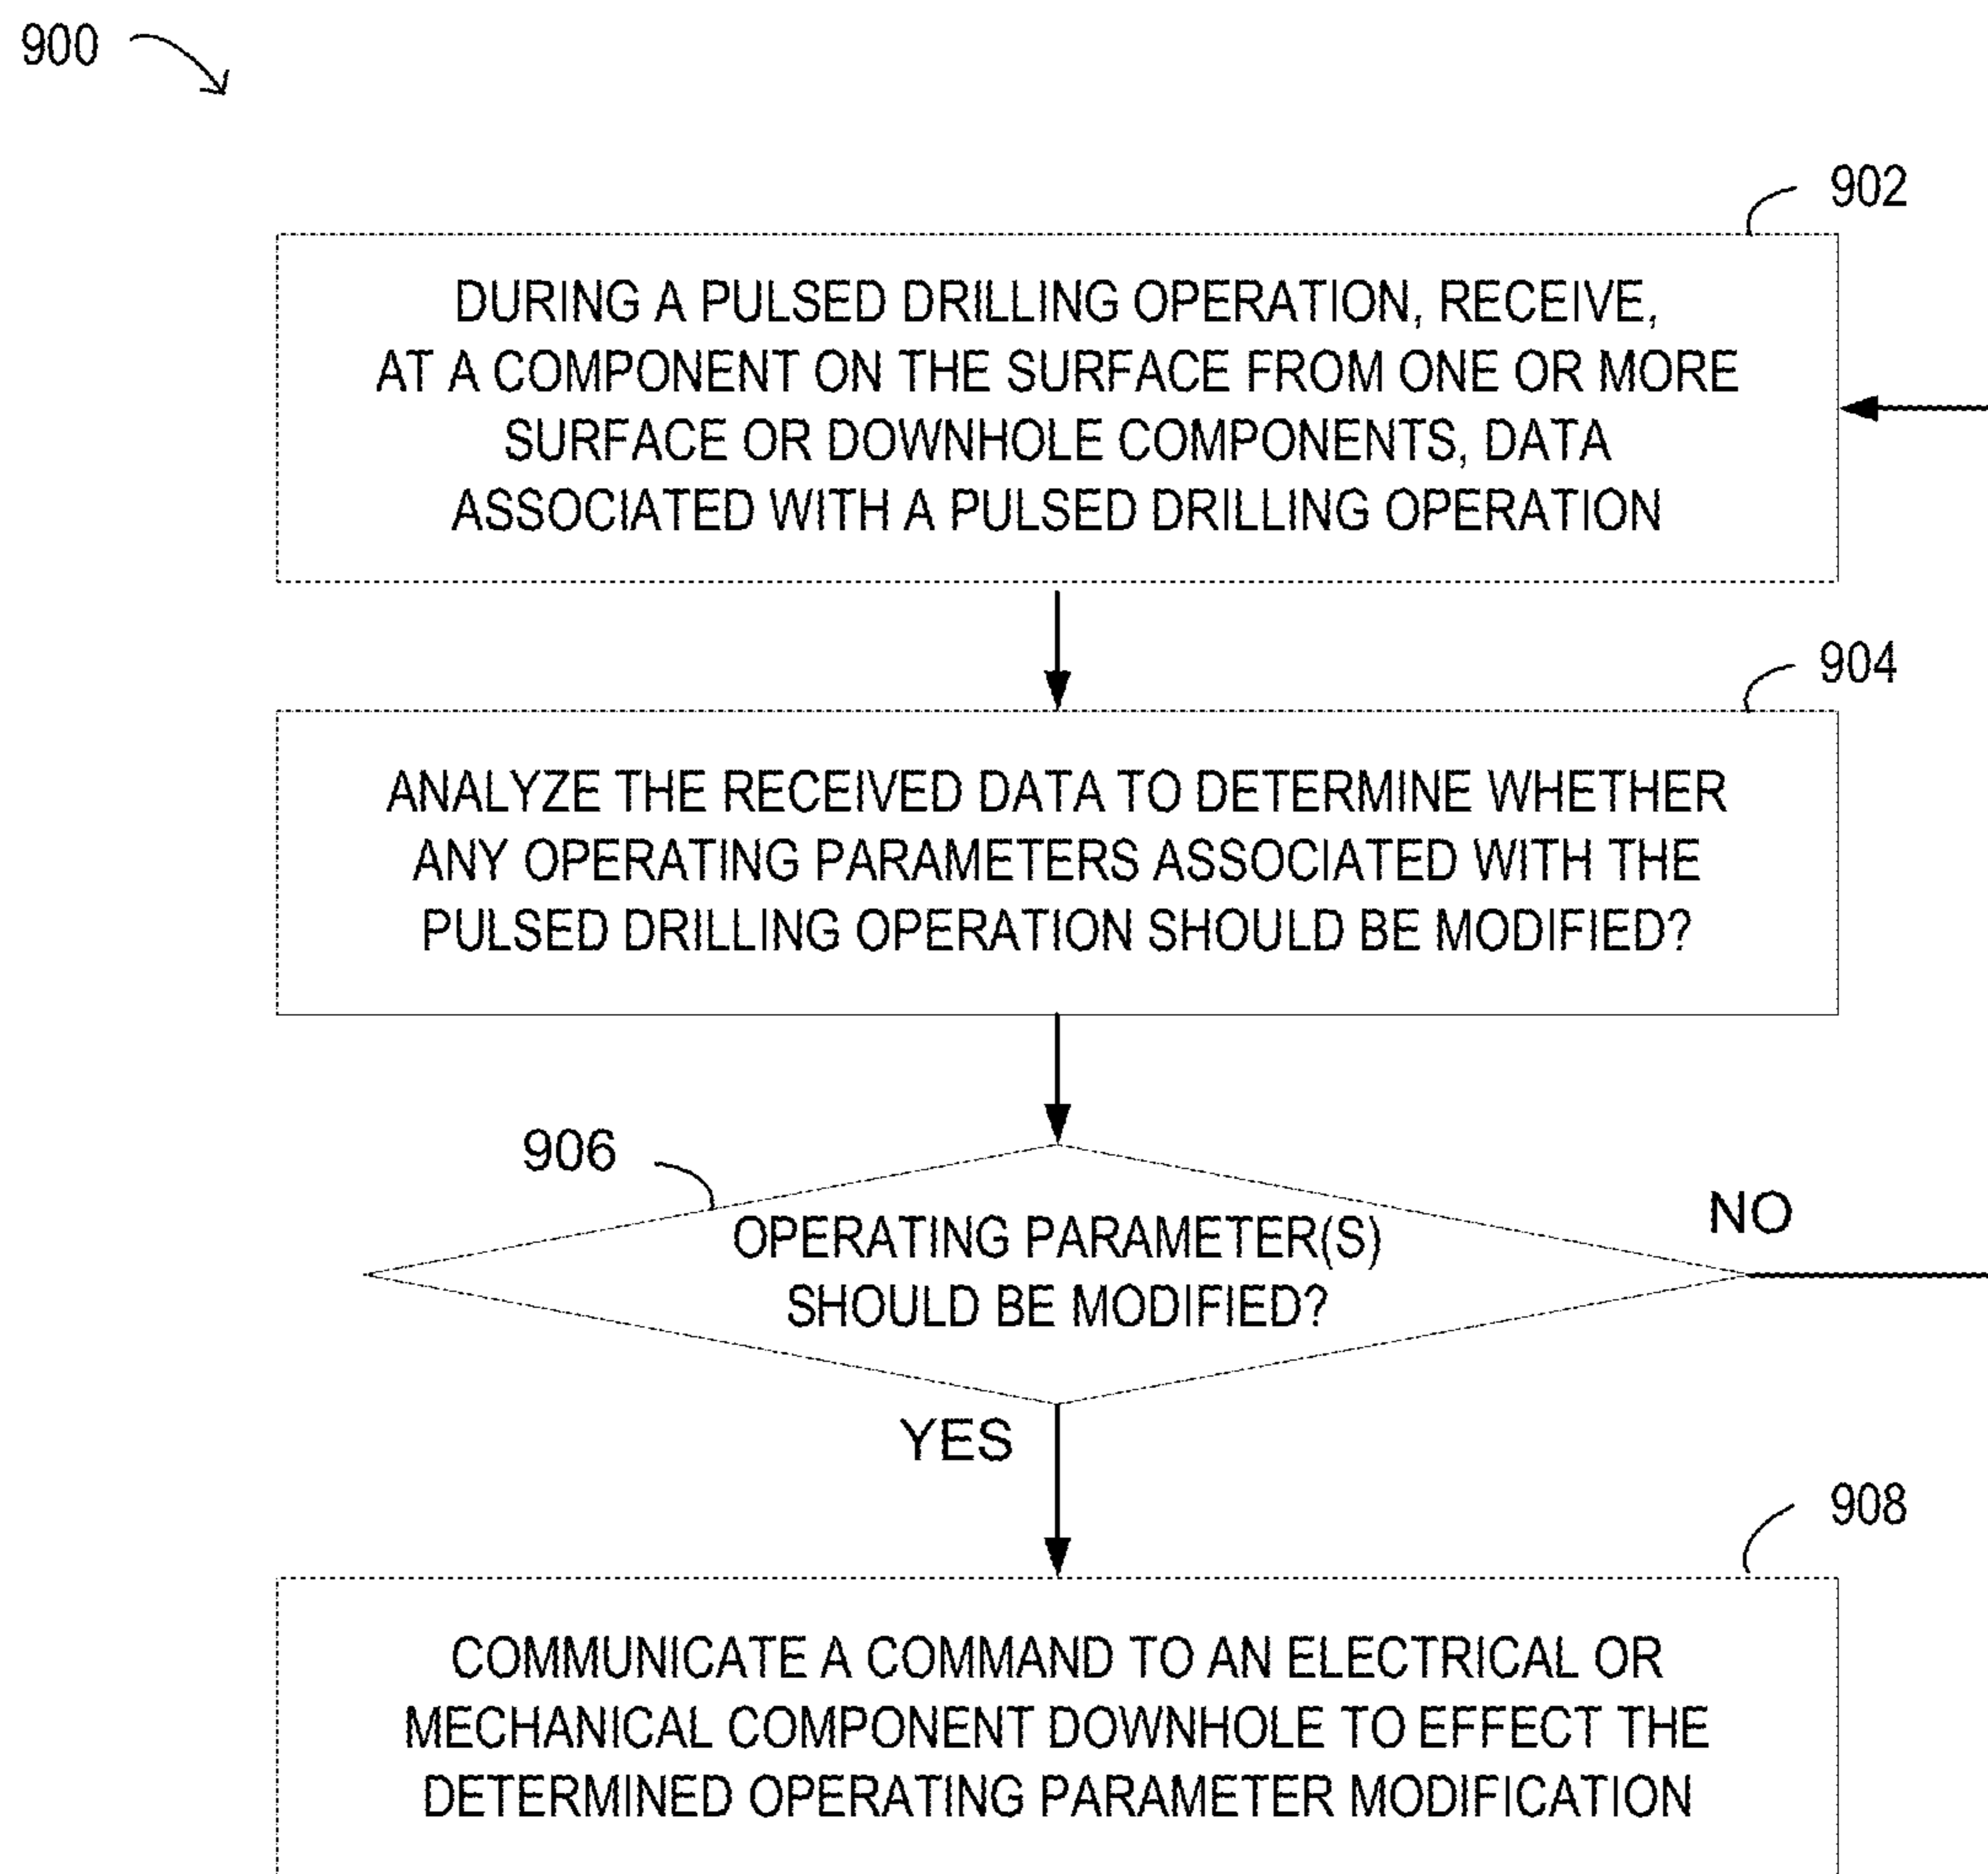 900
902
DURING A PULSED DRILLING OPERATION, RECEIVE,
AT A COMPONENT ON THE SURFACE FROM ONE OR MORE
SURFACE OR DOWNHOLE COMPONENTS, DATA
ASSOCIATED WITH A PULSED DRILLING OPERATION
904
ANALYZE THE RECEIVED DATA TO DETERMINE WHETHER
ANY OPERATING PARAMETERS ASSOCIATED WITH THE
PULSED DRILLING OPERATION SHOULD BE MODIFIED?
906
OPERATING PARAMETER(S)
SHOULD BE MODIFIED?
NO
YES
908
COMMUNICATE A COMMAND TO AN ELECTRICAL OR
MECHANICAL COMPONENT DOWNHOLE TO EFFECT THE
DETERMINED OPERATING PARAMETER MODIFICATION